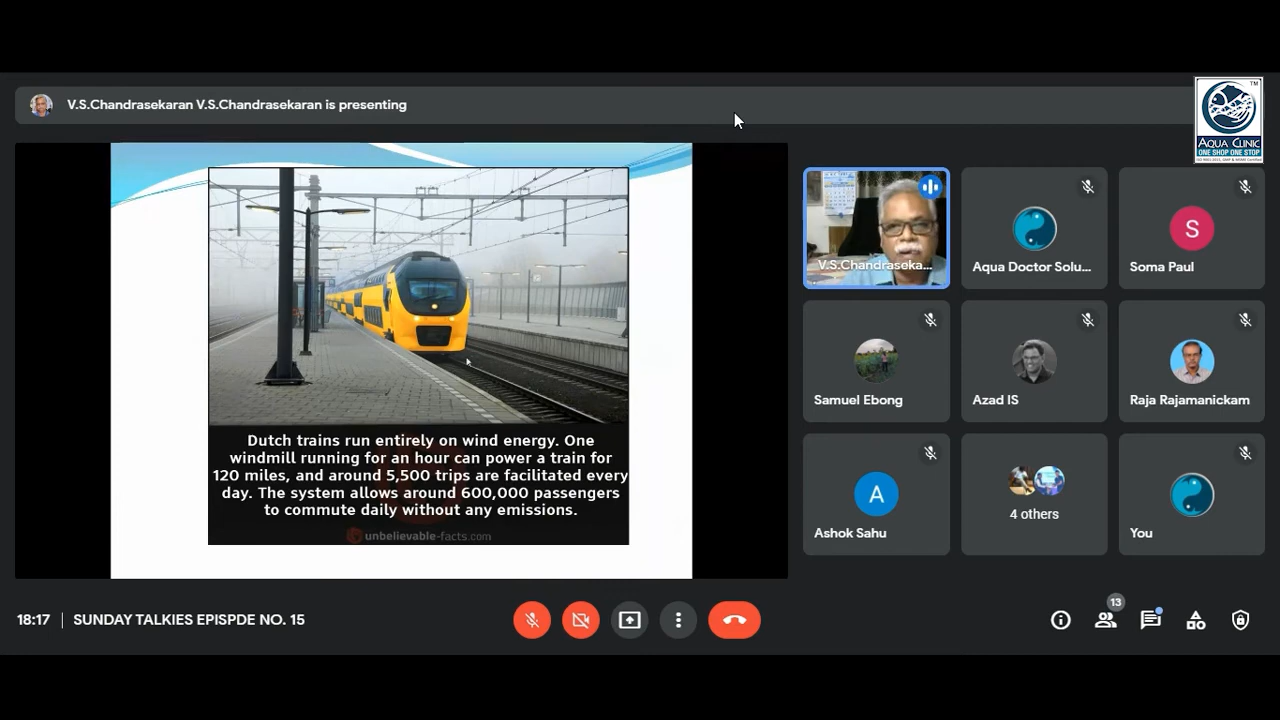 V.S.Chandrasekaran V.S.Chandrasekaran is presenting
TM
AQUA CLINIC
ONE SHOP ONE STOP
Dutch trains run entirely on wind energy. One
windmill running for an hour can power a train for
120 miles, and around 5,500 trips are facilitated every
day. The system allows around 600,000 passengers
to commute daily without any emissions.
unbelievable-facts.com
V.S.Chandraseka...
Aqua Doctor Solu...
S
Soma Paul
Samuel Ebong
Azad IS
Raja Rajamanickam
A
Ashok Sahu
4 others
You
18:17 | SUNDAY TALKIES EPISPDE NO. 15
13